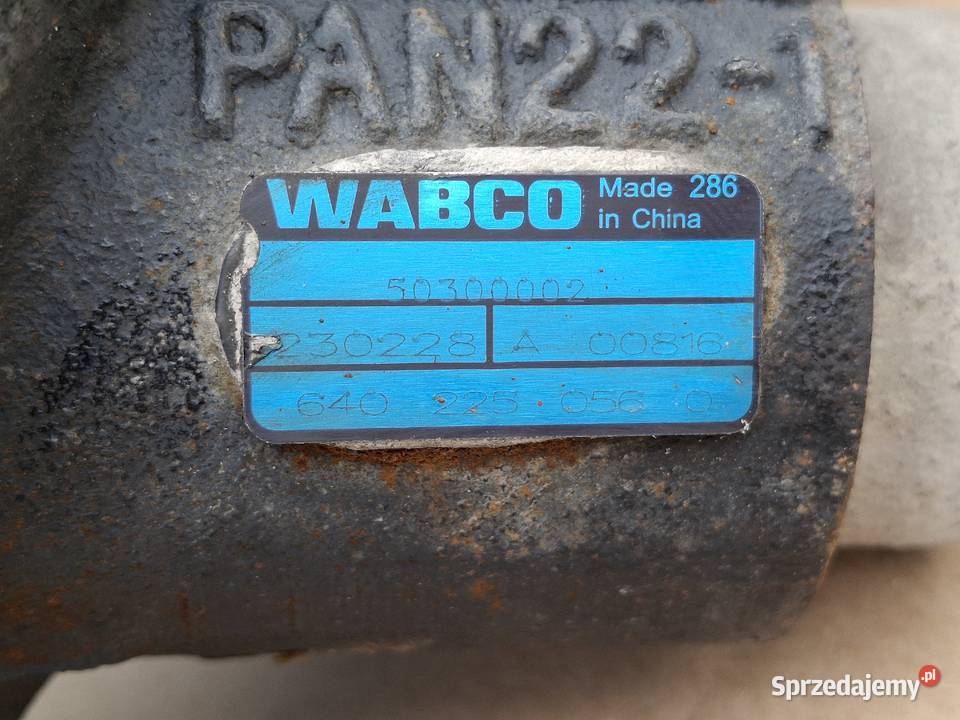 PAN22-1
WABCO Made 286
in China
50300002
230228 A 00816
640 225 056 0
Sprzedajemy.pl